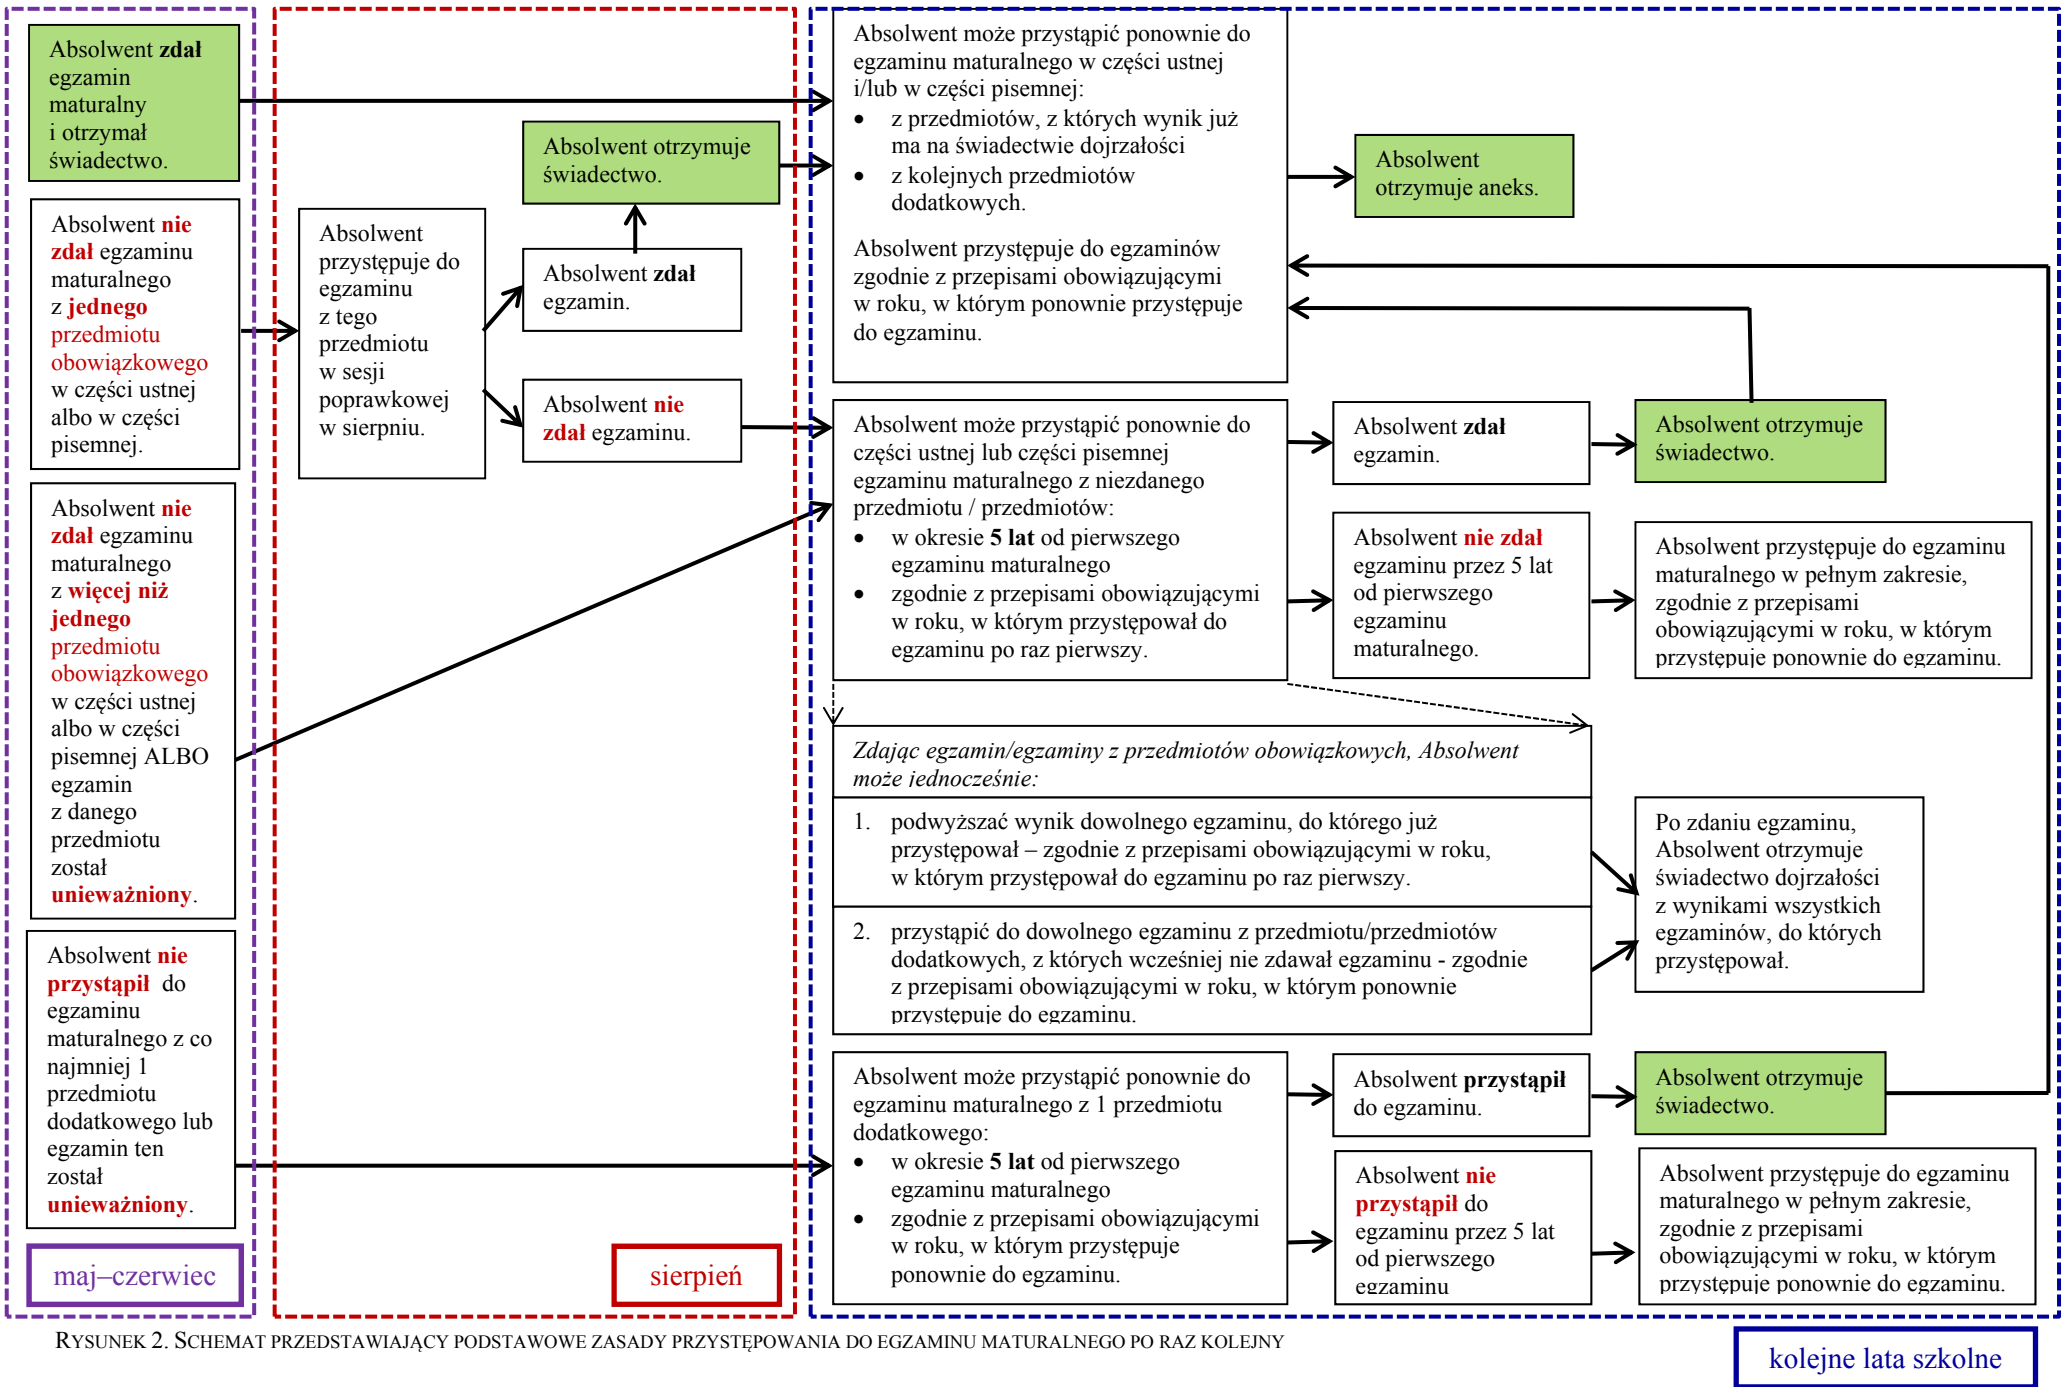 Absolwent zdał
egzamin
maturalny
i otrzymał
świadectwo.
Absolwent nie
zdał egzaminu
maturalnego
z jednego
przedmiotu
obowiązkowego
w części ustnej
albo w części
pisemnej.
Absolwent nie
zdał egzaminu
maturalnego
z więcej niż
jednego
przedmiotu
obowiązkowego
w części ustnej
albo w części
pisemnej ALBO
egzamin
z danego
przedmiotu
został
unieważniony.
Absolwent nie
przystąpił do
egzaminu
maturalnego z co
najmniej 1
przedmiotu
dodatkowego lub
egzamin ten
został
unieważniony.
maj–czerwiec
Absolwent
przystępuje do
egzaminu
z tego
przedmiotu
w sesji
poprawkowej
w sierpniu.
Absolwent otrzymuje
świadectwo.
Absolwent zdał
egzamin.
Absolwent nie
zdał egzaminu.
sierpień
Absolwent może przystąpić ponownie do
egzaminu maturalnego w części ustnej
i/lub w części pisemnej:
• z przedmiotów, z których wynik już
ma na świadectwie dojrzałości
• z kolejnych przedmiotów
dodatkowych.
Absolwent przystępuje do egzaminów
zgodnie z przepisami obowiązującymi
w roku, w którym ponownie przystępuje
do egzaminu.
Absolwent
otrzymuje aneks.
Absolwent może przystąpić ponownie do
części ustnej lub części pisemnej
egzaminu maturalnego z niezdanego
przedmiotu / przedmiotów:
• w okresie 5 lat od pierwszego
egzaminu maturalnego
• zgodnie z przepisami obowiązującymi
w roku, w którym przystępował do
egzaminu po raz pierwszy.
Absolwent zdał
egzamin.
Absolwent otrzymuje
świadectwo.
Absolwent nie zdał
egzaminu przez 5 lat
od pierwszego
egzaminu
maturalnego.
Absolwent przystępuje do egzaminu
maturalnego w pełnym zakresie,
zgodnie z przepisami
obowiązującymi w roku, w którym
przystępuje ponownie do egzaminu.
Zdając egzamin/egzaminy z przedmiotów obowiązkowych, Absolwent
może jednocześnie:
1. podwyższać wynik dowolnego egzaminu, do którego już
przystępował – zgodnie z przepisami obowiązującymi w roku,
w którym przystępował do egzaminu po raz pierwszy.
2. przystąpić do dowolnego egzaminu z przedmiotu/przedmiotów
dodatkowych, z których wcześniej nie zdawał egzaminu - zgodnie
z przepisami obowiązującymi w roku, w którym ponownie
przystępuje do egzaminu.
Po zdaniu egzaminu,
Absolwent otrzymuje
świadectwo dojrzałości
z wynikami wszystkich
egzaminów, do których
przystępował.
Absolwent może przystąpić ponownie do
egzaminu maturalnego z 1 przedmiotu
dodatkowego:
• w okresie 5 lat od pierwszego
egzaminu maturalnego
• zgodnie z przepisami obowiązującymi
w roku, w którym przystępuje
ponownie do egzaminu.
Absolwent przystąpił
do egzaminu.
Absolwent otrzymuje
świadectwo.
Absolwent nie
przystąpił do
egzaminu przez 5 lat
od pierwszego
egzaminu
Absolwent przystępuje do egzaminu
maturalnego w pełnym zakresie,
zgodnie z przepisami
obowiązującymi w roku, w którym
przystępuje ponownie do egzaminu.
RYSUNEK 2. SCHEMAT PRZEDSTAWIAJĄCY PODSTAWOWE ZASADY PRZYSTĘPOWANIA DO EGZAMINU MATURALNEGO PO RAZ KOLEJNY
kolejne lata szkolne